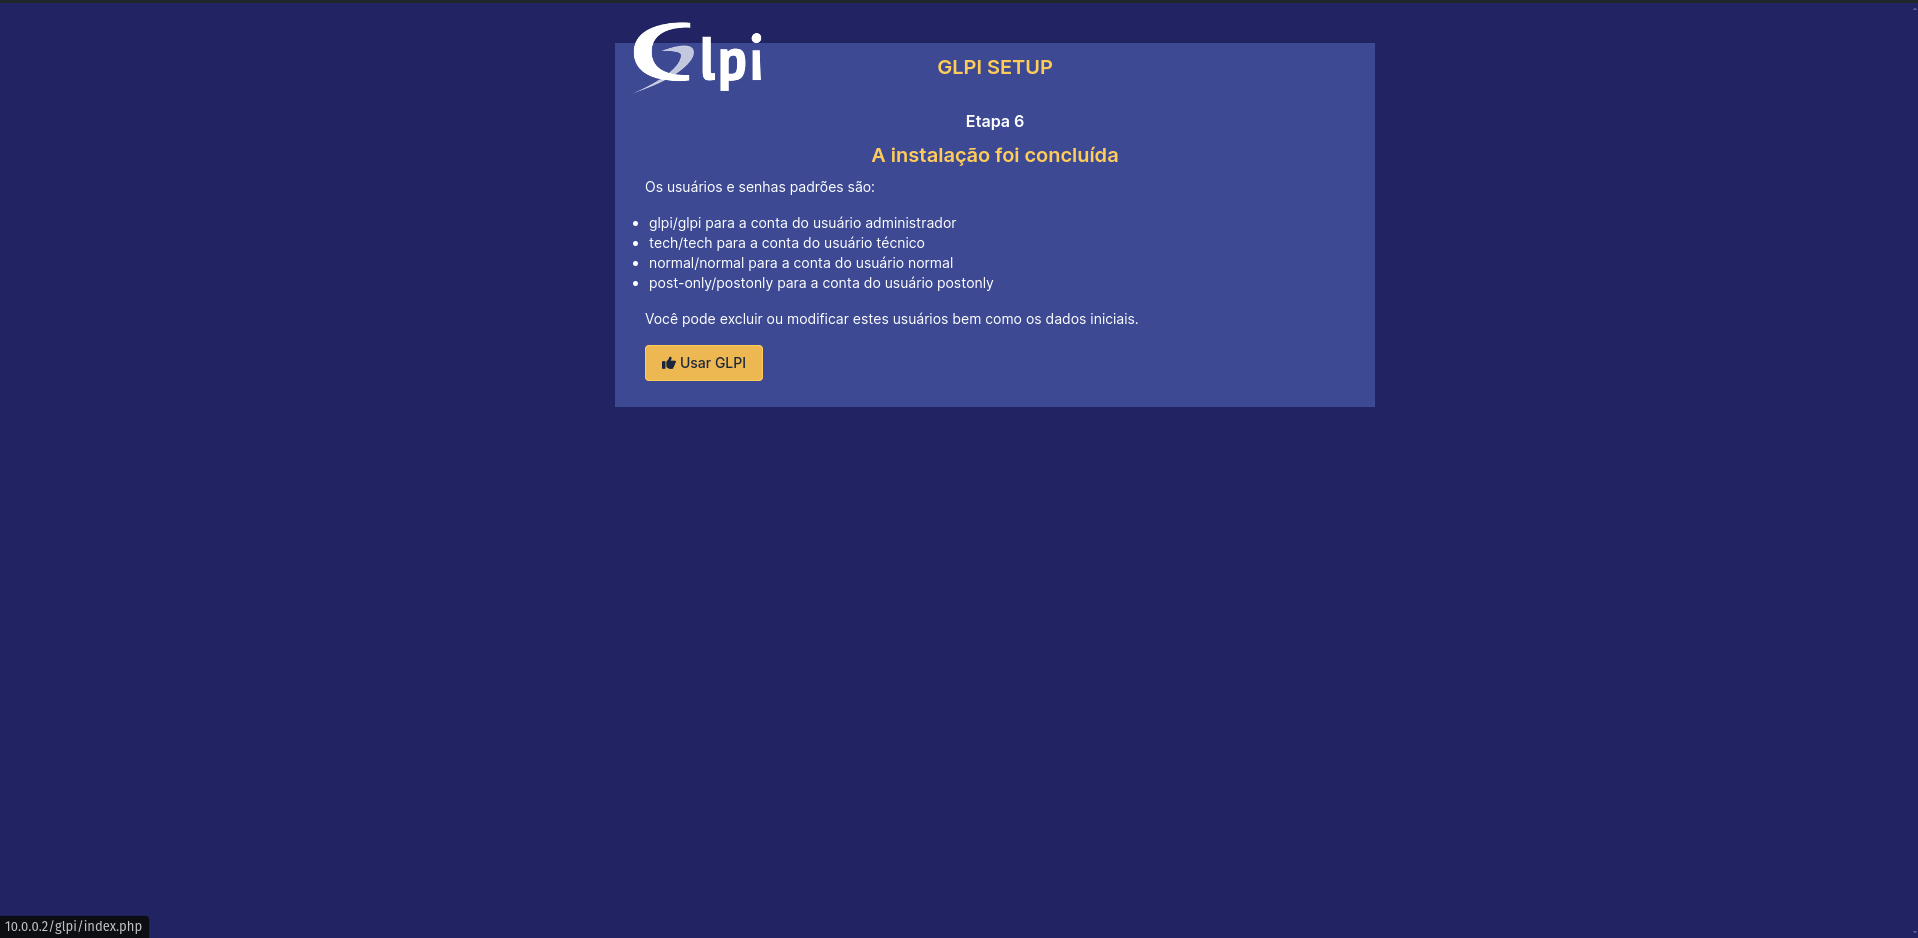 Glpi
GLPI SETUP
Etapa 6
A instalação foi concluída
Os usuários e senhas padrões são:
glpi/glpi para a conta do usuário administrador
tech/tech para a conta do usuário técnico
normal/normal para a conta do usuário normal
post-only/postonly para a conta do usuário postonly
Você pode excluir ou modificar estes usuários bem como os dados iniciais.
Usar GLPI
10.0.0.2/glpi/index.php